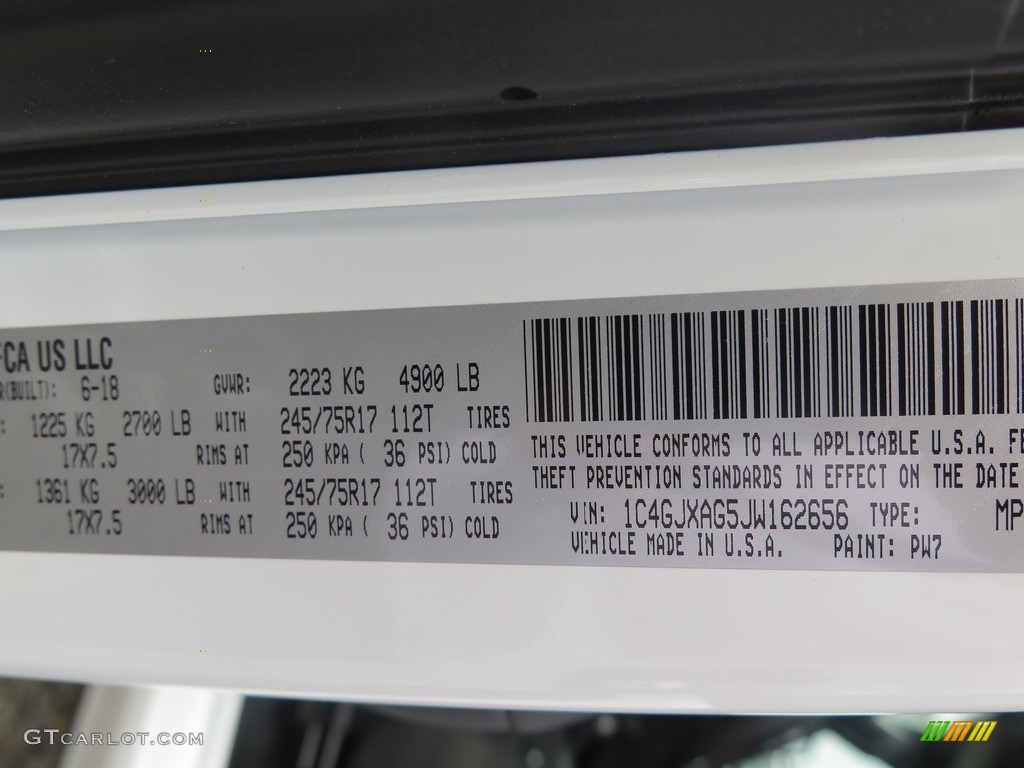 FCA US LLC
R(BUILT): 6-18 GVWR: 2223 KG 4900 LB
: 1225 KG 2700 LB WITH 245/75R17 112T TIRES
17X7.5 RIMS AT 250 KPA ( 36 PSI) COLD
: 1361 KG 3000 LB WITH 245/75R17 112T TIRES
17X7.5 RIMS AT 250 KPA ( 36 PSI) COLD
THIS VEHICLE CONFORMS TO ALL APPLICABLE U.S.A. FE
THEFT PREVENTION STANDARDS IN EFFECT ON THE DATE
VIN: 1C4GJXAG5JW162656 TYPE: MP
VEHICLE MADE IN U.S.A. PAINT: PW7
GTCARLOT.COM